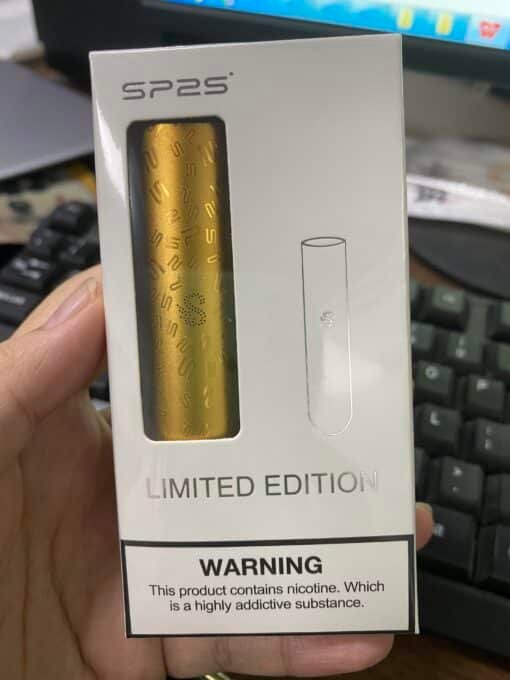 SP2S
LIMITED EDITION
WARNING
This product contains nicotine. Which
is a highly addictive substance.